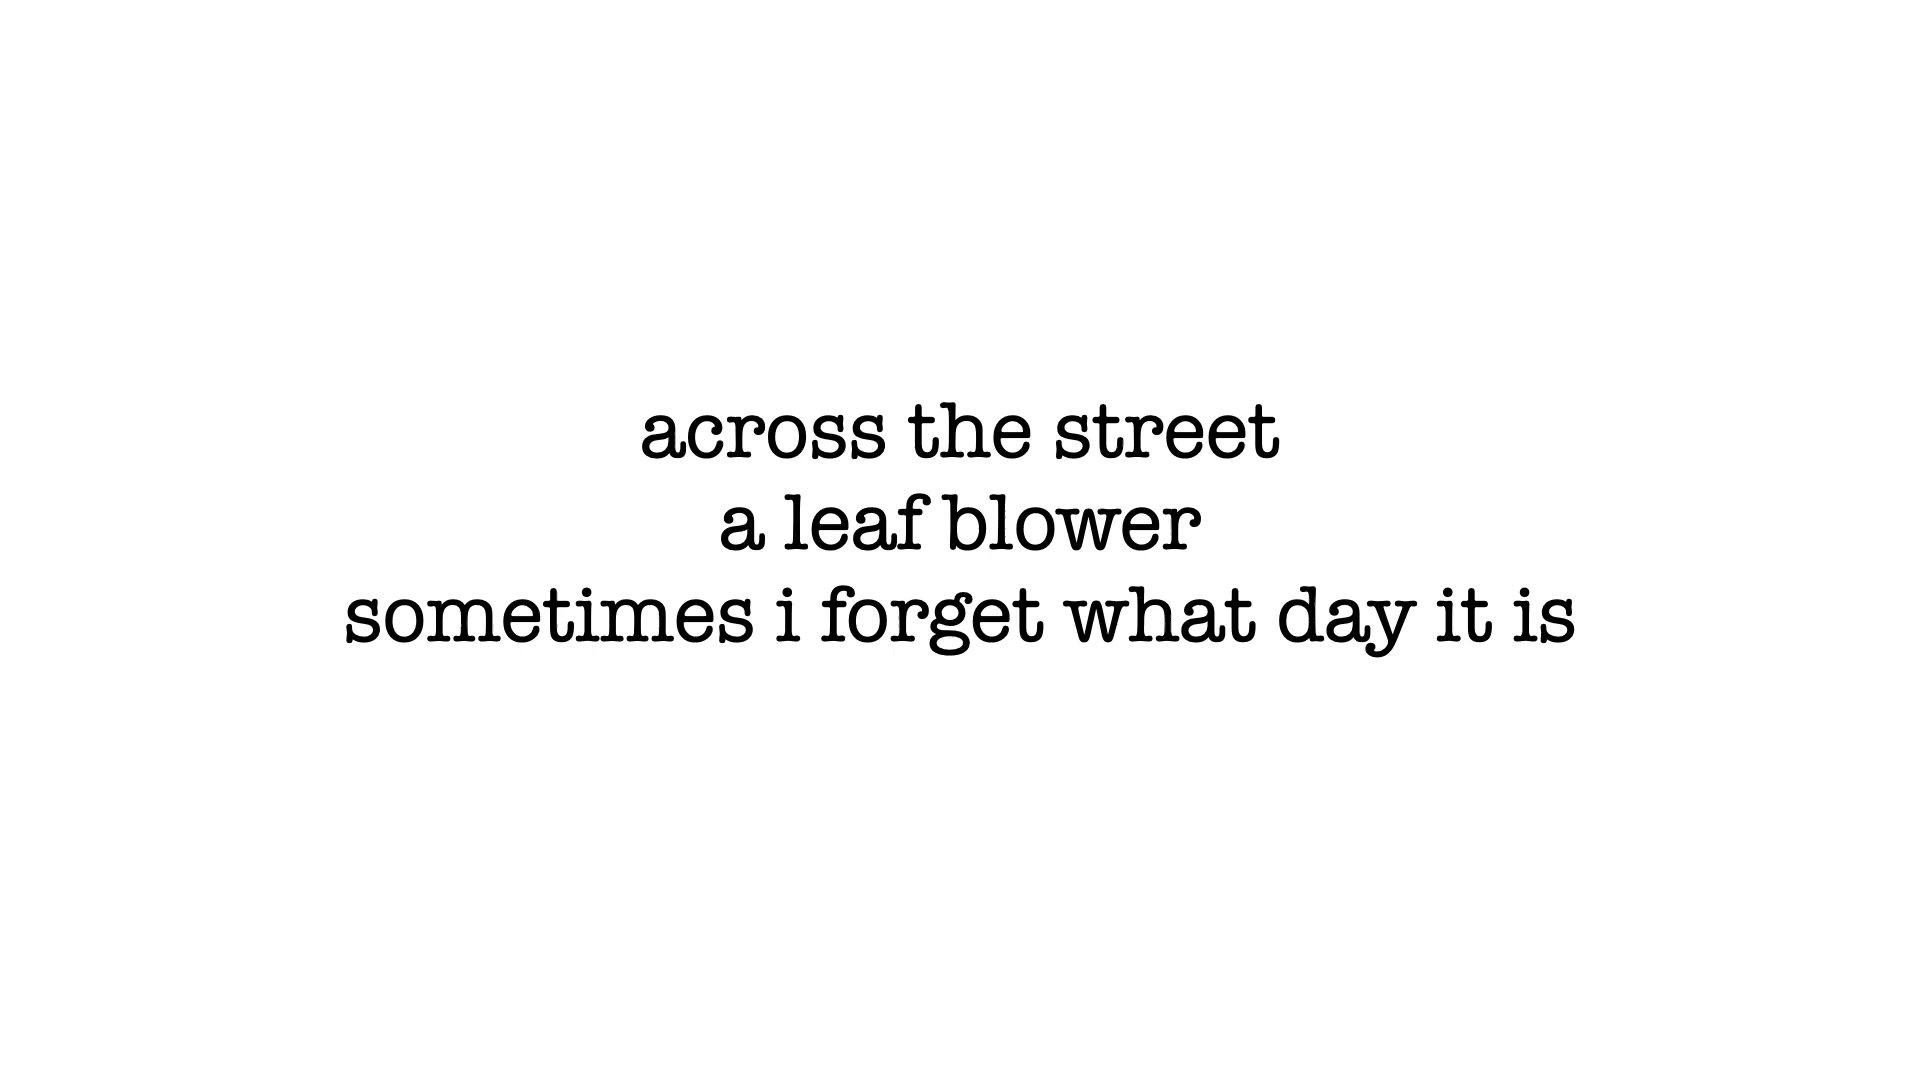 across the street
a leaf blower
sometimes i forget what day it is